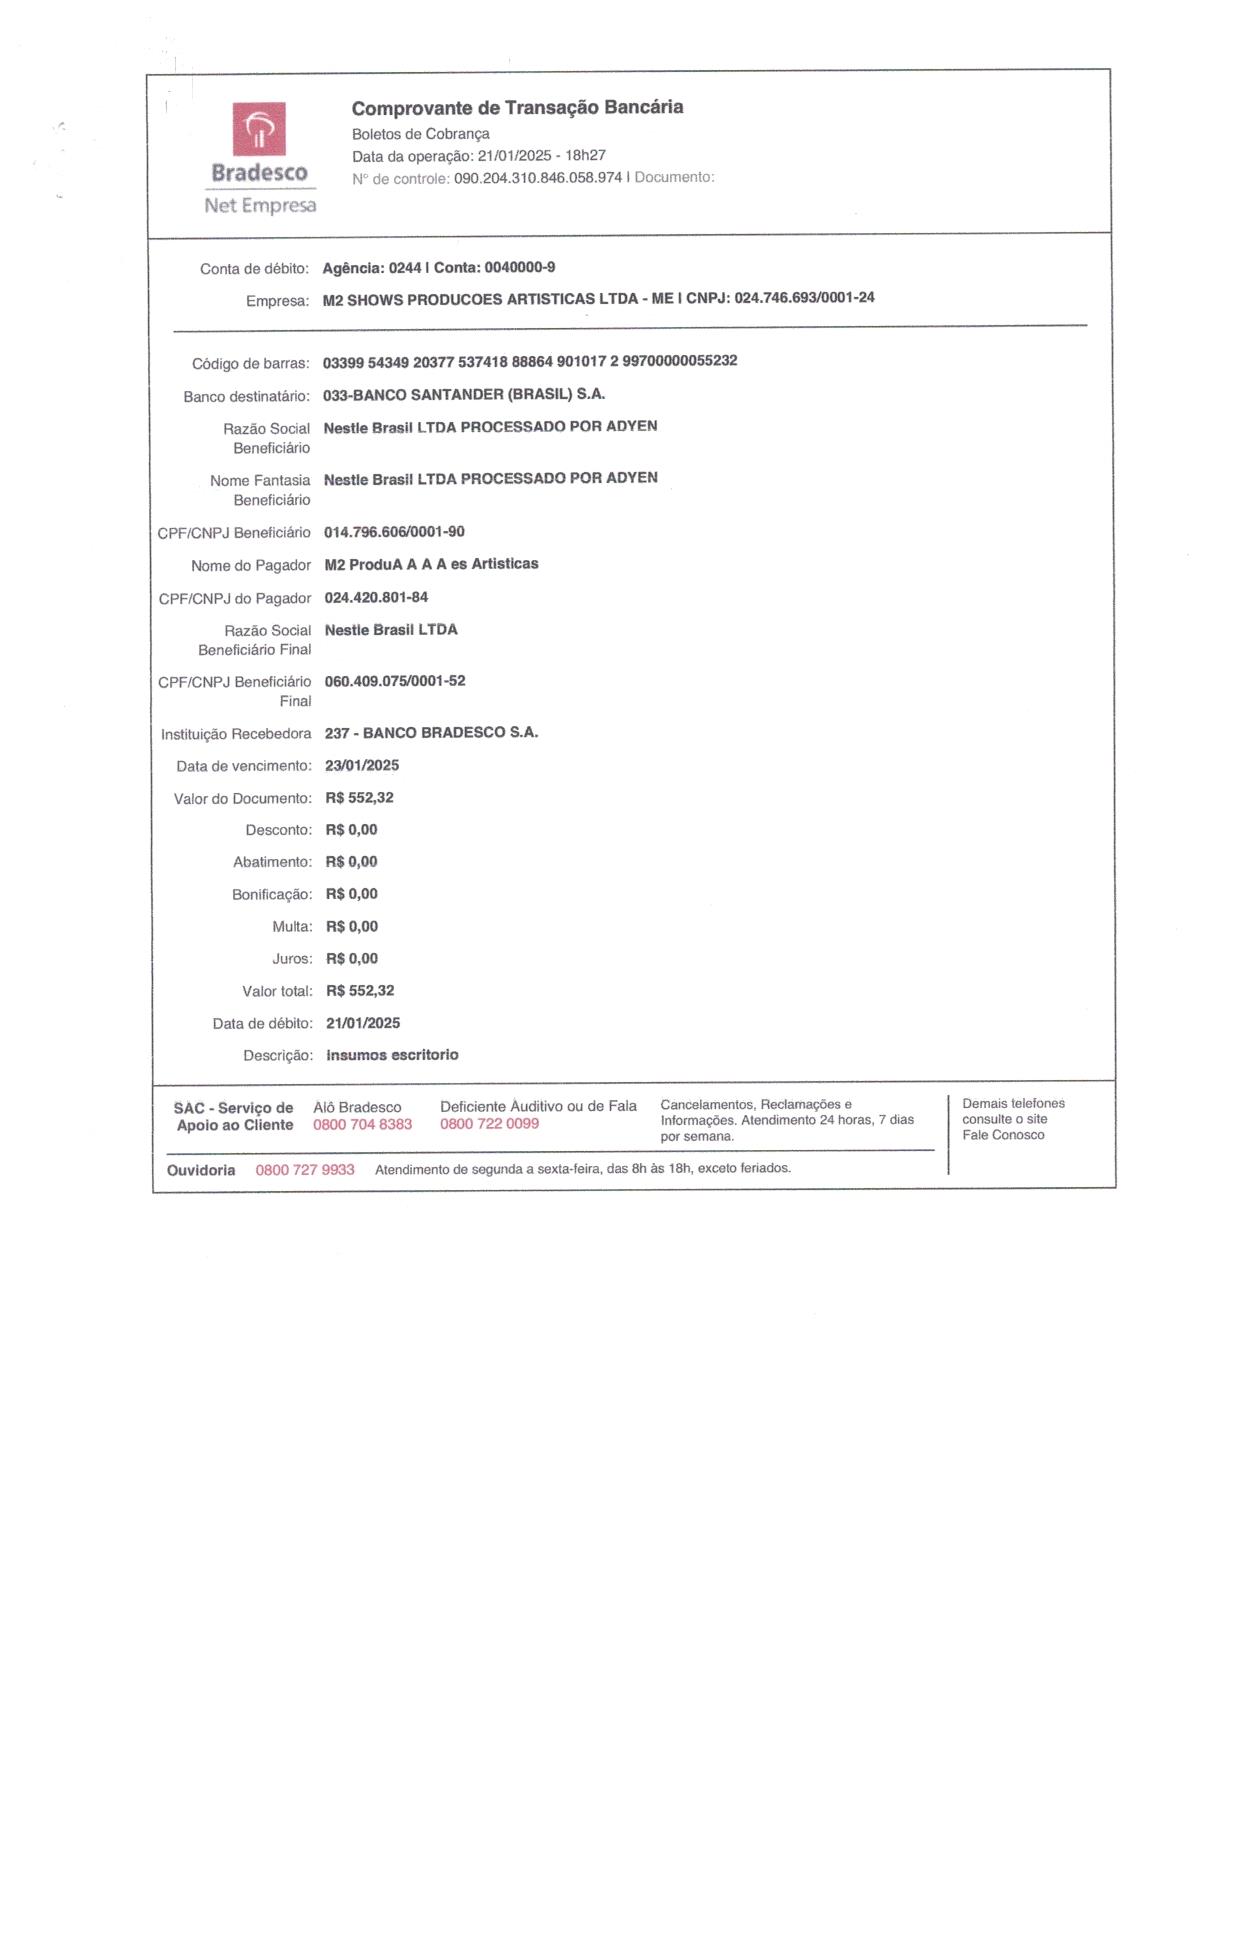 Bradesco
Net Empresa
Comprovante de Transação Bancária
Boletos de Cobrança
Data da operação: 21/01/2025 - 18h27
N° de controle: 090.204.310.846.058.974 | Documento:
Conta de débito: Agência: 0244 | Conta: 0040000-9
Empresa: M2 SHOWS PRODUCOES ARTISTICAS LTDA - ME | CNPJ: 024.746.693/0001-24
Código de barras: 03399 54349 20377 537418 88864 901017 2 99700000055232
Banco destinatário: 033-BANCO SANTANDER (BRASIL) S.A.
Razão Social Nestle Brasil LTDA PROCESSADO POR ADYEN
Beneficiário
Nome Fantasia Nestle Brasil LTDA PROCESSADO POR ADYEN
Beneficiário
CPF/CNPJ Beneficiário 014.796.606/0001-90
Nome do Pagador M2 ProduA A A A es Artisticas
CPF/CNPJ do Pagador 024.420.801-84
Razão Social Nestle Brasil LTDA
Beneficiário Final
CPF/CNPJ Beneficiário 060.409.075/0001-52
Final
Instituição Recebedora 237 - BANCO BRADESCO S.A.
Data de vencimento: 23/01/2025
Valor do Documento: R$ 552,32
Desconto: R$ 0,00
Abatimento: R$ 0,00
Bonificação: R$ 0,00
Multa: R$ 0,00
Juros: R$ 0,00
Valor total: R$ 552,32
Data de débito: 21/01/2025
Descrição: insumos escritorio
SAC - Serviço de
Apoio ao Cliente
Alô Bradesco
0800 704 8383
Deficiente Auditivo ou de Fala
0800 722 0099
Cancelamentos, Reclamações e
Informações. Atendimento 24 horas, 7 dias
por semana.
Demais telefones
consulte o site
Fale Conosco
Ouvidoria 0800 727 9933 Atendimento de segunda a sexta-feira, das 8h às 18h, exceto feriados.